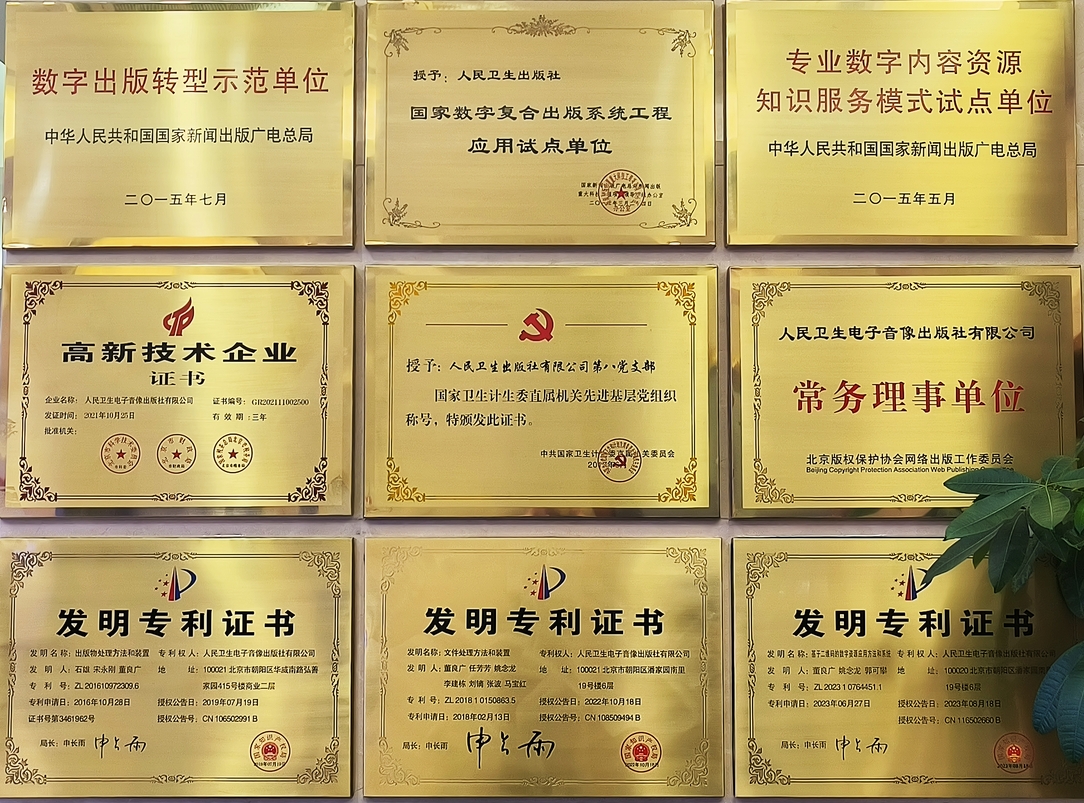 数字出版转型示范单位
中华人民共和国国家新闻出版广电总局
二〇一五年七月
授予：人民卫生出版社
国家数字复合出版系统工程
应用试点单位
专业数字内容资源
知识服务模式试点单位
中华人民共和国国家新闻出版广电总局
二〇一五年五月
高新技术企业
证书
企业名称：人民卫生电子音像出版社有限公司
证书编号：GR202111002500
发证时间：2021年10月25日
有效期：三年
批准机关：
授予：人民卫生出版社有限公司第八党支部
国家卫生计生委直属机关先进基层党组织
称号，特颁发此证书。
人民卫生电子音像出版社有限公司
常务理事单位
北京版权保护协会网络出版工作委员会
Beijing Copyright Protection Association Web Publishing
发明专利证书
发明名称：出版物处理方法和装置
专利权人：人民卫生电子音像出版社有限公司
发明人：石雄 宋永刚 董良广
地址：100021 北京市朝阳区华威南路弘善
家园415号楼商业二层
专利号：ZL 201610972309.6
专利申请日：2016年10月28日
授权公告日：2019年07月19日
证书号第3461962号
授权公告号：CN 106502991 B
局长：申长雨
发明专利证书
发明名称：文件处理方法和装置
专利权人：人民卫生电子音像出版社有限公司
发明人：董良广 任芳芳 姚念龙
李建栋 刘 张波 马宝红
地址：100021 北京市朝阳区潘家园南里
19号楼6层
专利号：ZL 2018 1 0150863.5
授权公告日：2022年10月18日
专利申请日：2018年02月13日
授权公告号：CN 108509494 B
局长：申长雨
发明专利证书
发明名称：基于二维码的数字资源应用方法和系统
专利权人：人民卫生电子音像出版社有限公司
发明人：董良广 姚念龙 郭可攀
地址：100020 北京市朝阳区潘家园南里
19号楼6层
专利号：ZL 2023 1 0764451.1
专利申请日：2023年06月27日
授权公告日：2023年08月18日
授权公告号：CN 116502660 B
局长：申长雨